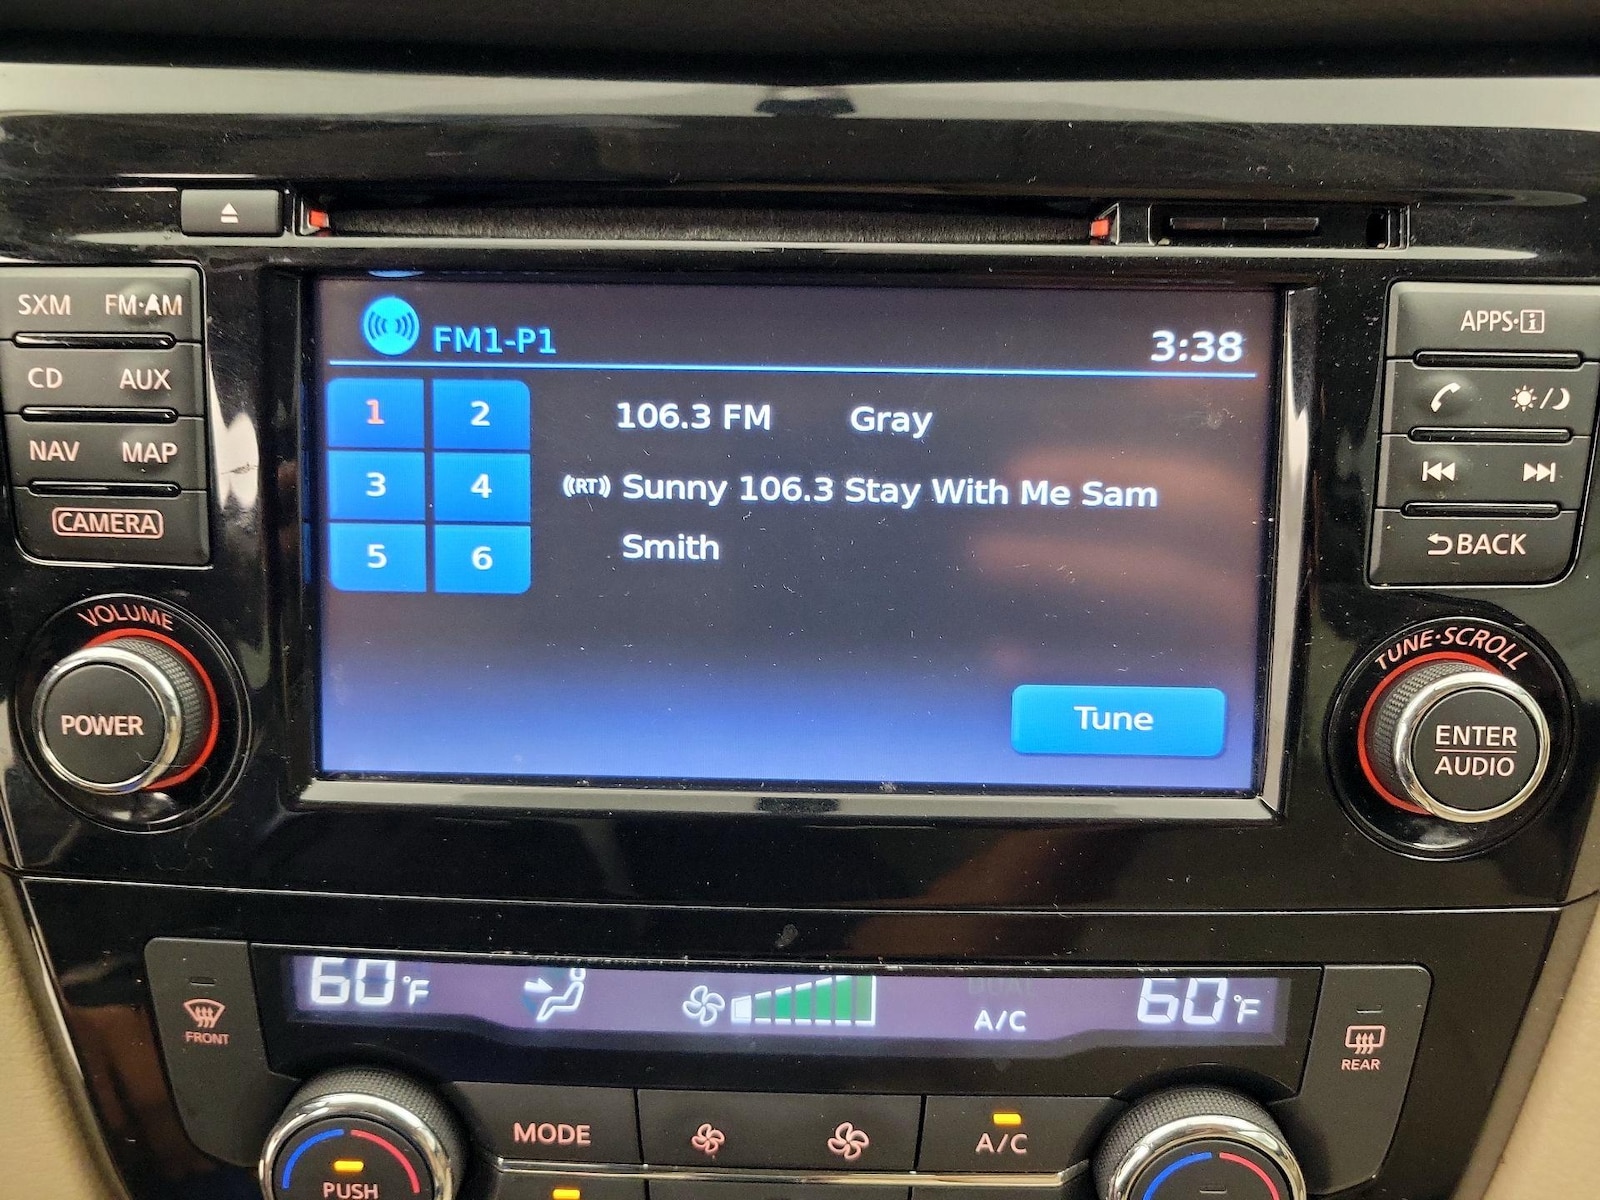 SXM FM·AM
CD AUX
NAV MAP
CAMERA
VOLUME
POWER
FM1-P1 3:38
1 2
3 4
5 6
106.3 FM Gray
((RT)) Sunny 106.3 Stay With Me Sam
Smith
Tune
APPS·i
BACK
TUNE·SCROLL
ENTER
AUDIO
60°F A/C 60°F
FRONT
REAR
MODE
A/C
PUSH